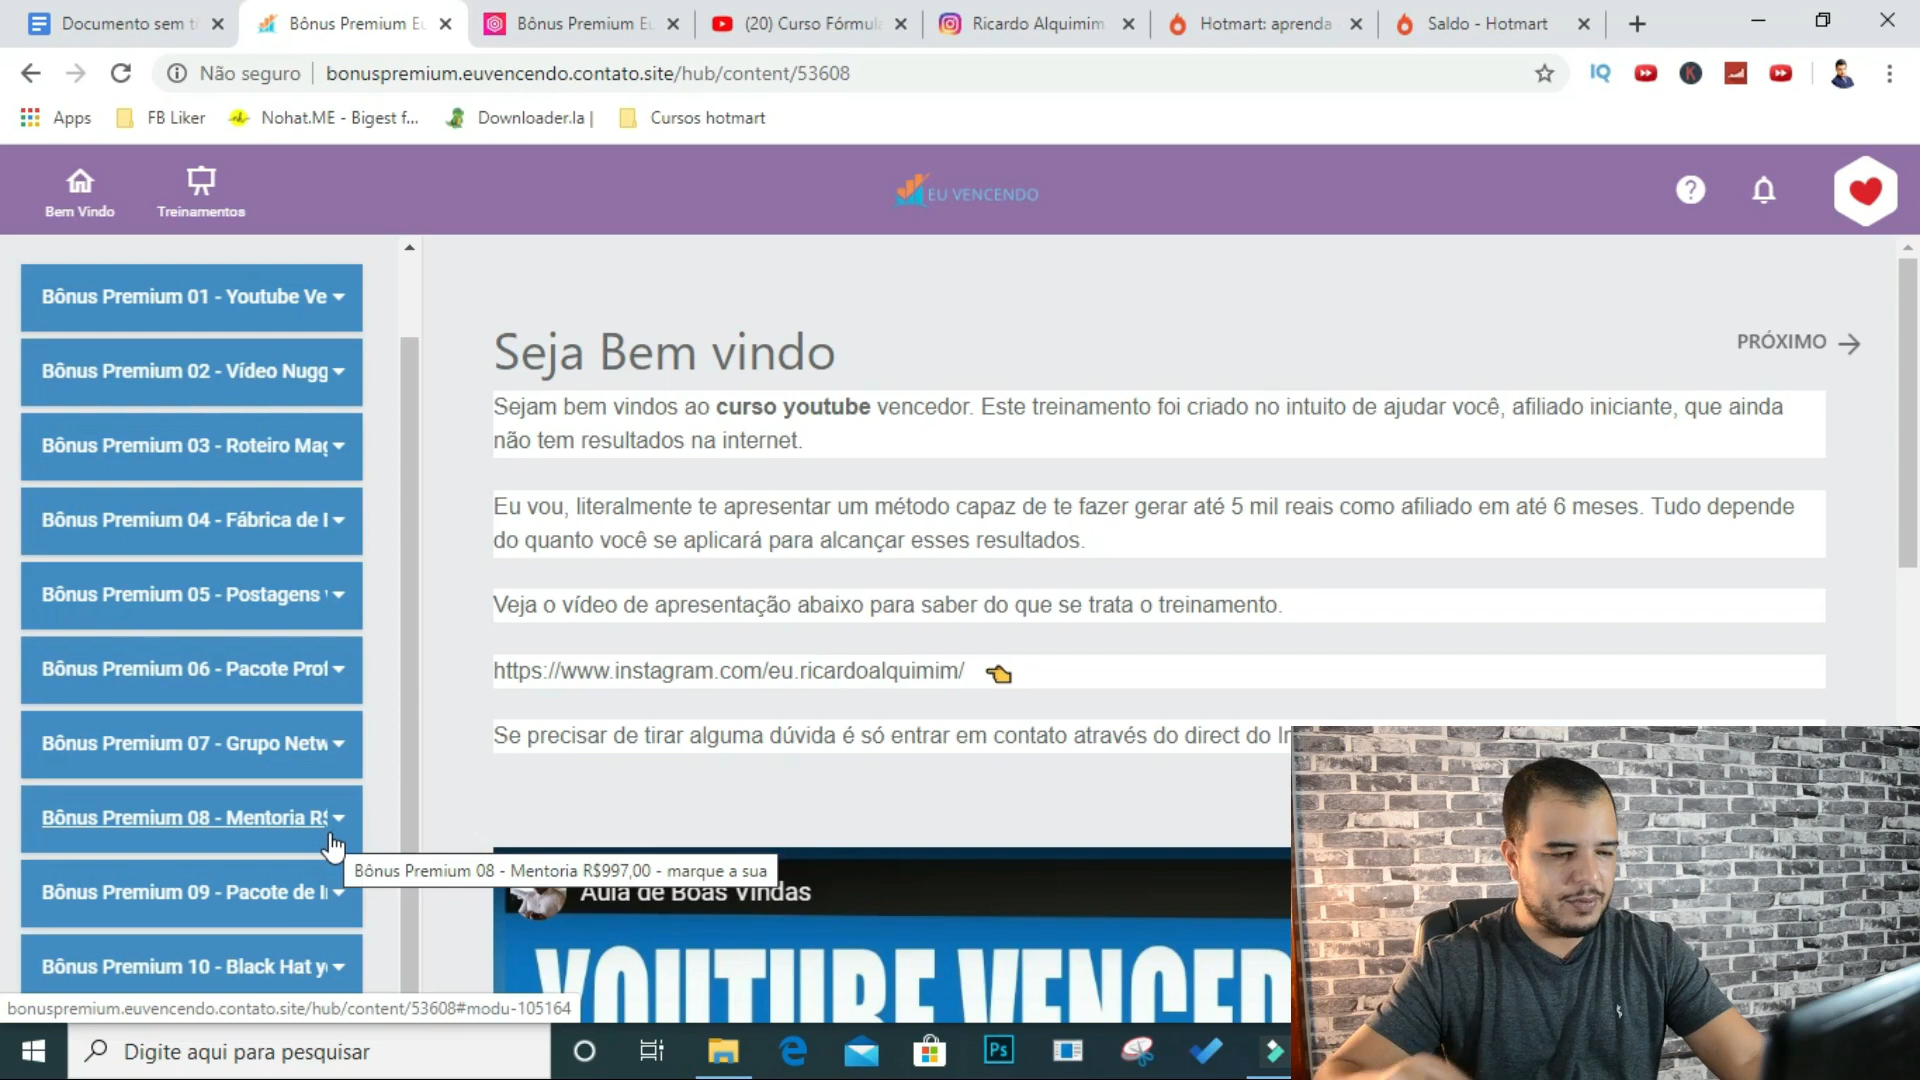 Documento sem t
Bônus Premium Eu
Bônus Premium Eu
(20) Curso Fórmul
Ricardo Alquimim
Hotmart: aprenda
Saldo - Hotmart
Não seguro
bonuspremium.euvencendo.contato.site/hub/content/53608
IQ
K
Apps
FB Liker
Nohat.ME - Bigest f...
Downloader.la |
Cursos hotmart
Bem Vindo
Treinamentos
EU VENCENDO
Bônus Premium 01 - Youtube Ve
Bônus Premium 02 - Vídeo Nugg
Bônus Premium 03 - Roteiro Mag
Bônus Premium 04 - Fábrica de
Bônus Premium 05 - Postagens
Bônus Premium 06 - Pacote Prof
Bônus Premium 07 - Grupo Netw
Bônus Premium 08 - Mentoria R$
Bônus Premium 09 - Pacote de
Bônus Premium 10 - Black Hat y
Seja Bem vindo
PRÓXIMO
Sejam bem vindos ao curso youtube vencedor. Este treinamento foi criado no intuito de ajudar você, afiliado iniciante, que ainda
não tem resultados na internet.
Eu vou, literalmente te apresentar um método capaz de te fazer gerar até 5 mil reais como afiliado em até 6 meses. Tudo depende
do quanto você se aplicará para alcançar esses resultados.
Veja o vídeo de apresentação abaixo para saber do que se trata o treinamento.
https://www.instagram.com/eu.ricardoalquimim/
Se precisar de tirar alguma dúvida é só entrar em contato através do direct do In
Bônus Premium 08 - Mentoria R$997,00 - marque a sua
Aula de Boas Vindas
YOUTUBE VENCED
bonuspremium.euvencendo.contato.site/hub/content/53608#modu-105164
Digite aqui para pesquisar
Ps